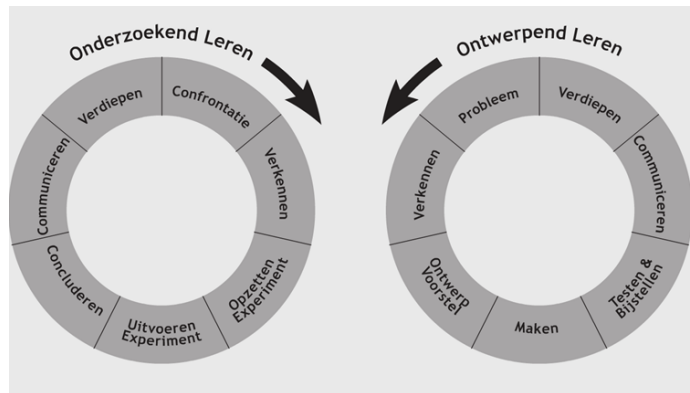 Onderzoekend Leren
Confrontatie
Verkennen
Opzetten
Experiment
Uitvoeren
Experiment
Concluderen
Communiceren
Verdiepen
Ontwerpend Leren
Probleem
Verkennen
Ontwerp
Voorstel
Maken
Testen &
Bijstellen
Communiceren
Verdiepen